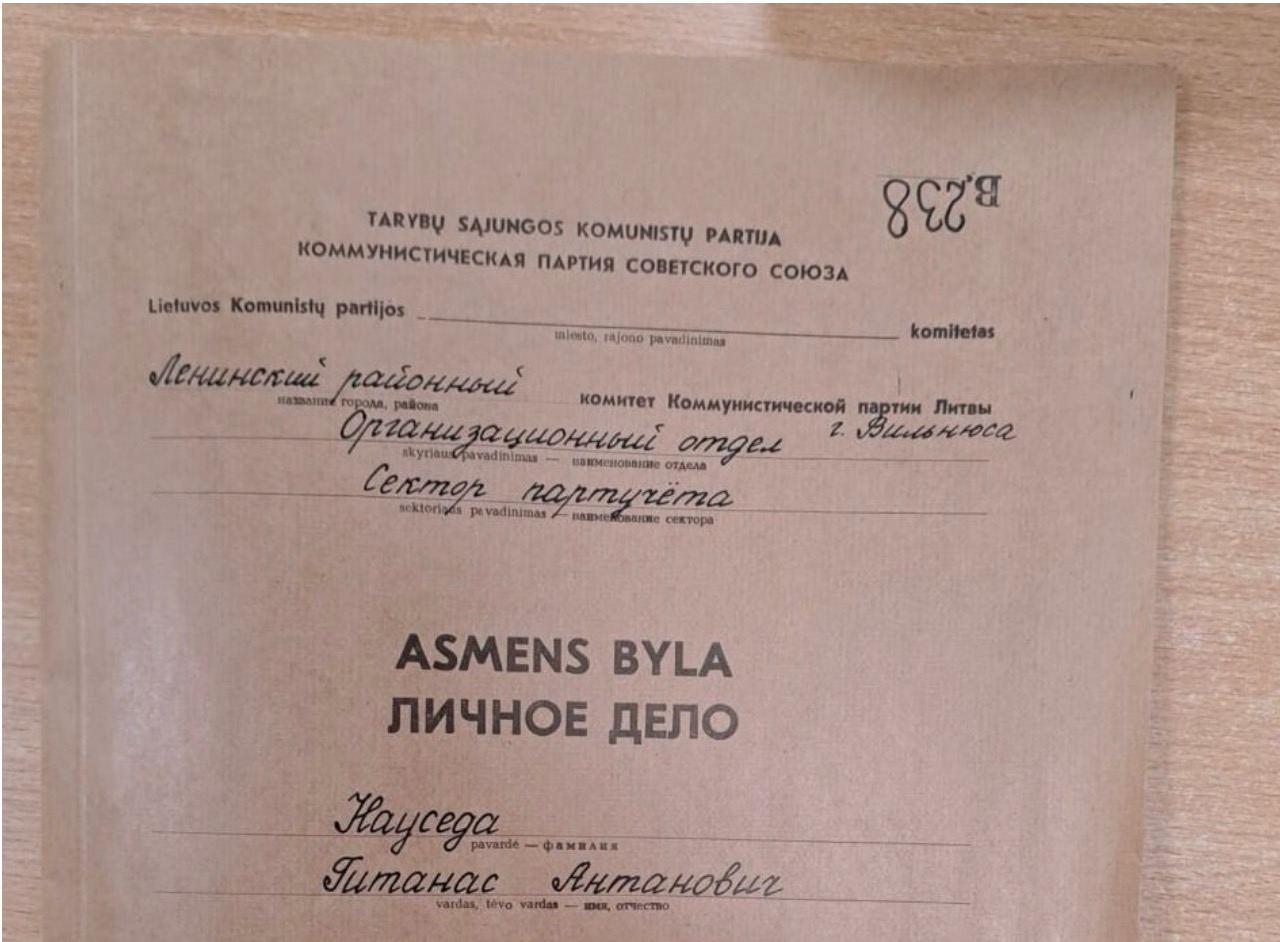 В.238
TARYBŲ SĄJUNGOS KOMUNISTŲ PARTIJA
КОММУНИСТИЧЕСКАЯ ПАРТИЯ СОВЕТСКОГО СОЮЗА
Lietuvos Komunistų partijos komitetas
miesto, rajono pavadinimas
Ленинский районный комитет Коммунистической партии Литвы
название города, района
Организационный отдел г. Вильнюса
skyriaus pavadinimas — наименование отдела
Сектор партучёта
sektoriaus pavadinimas — наименование сектора
ASMENS BYLA
ЛИЧНОЕ ДЕЛО
Науседа
pavardė — фамилия
Гитанас Антанович
vardas, tėvo vardas — имя, отчество